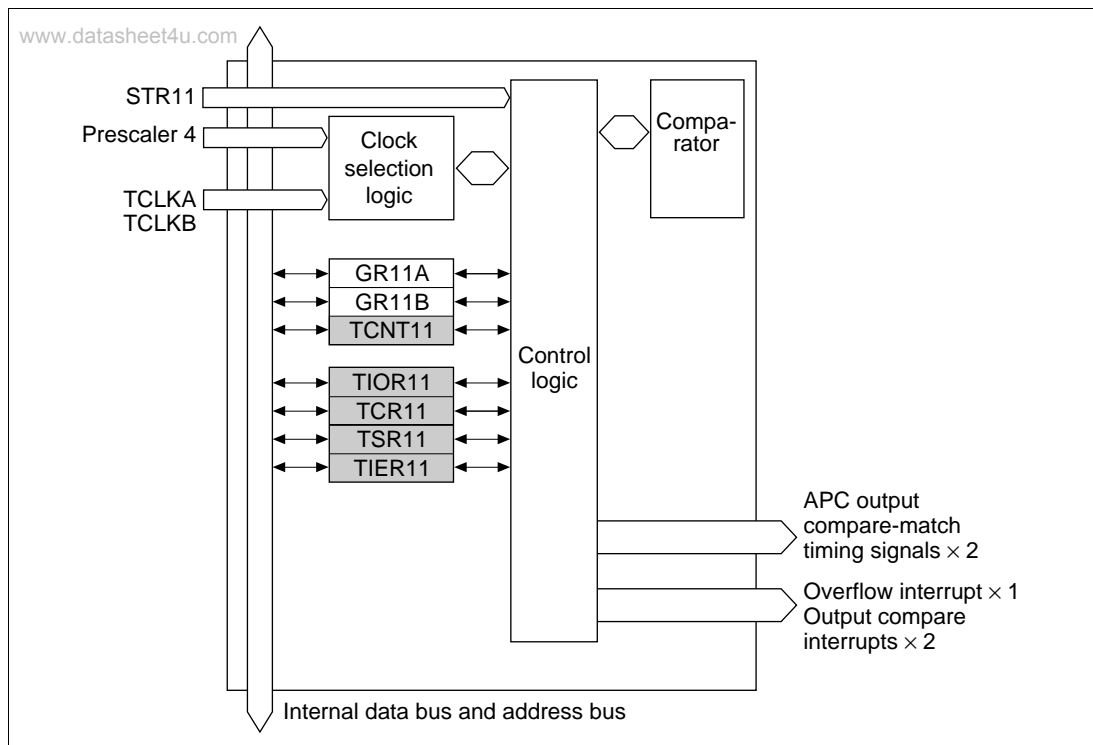 www.datasheet4u.com
STR11
Prescaler 4
TCLKA
TCLKB
Clock
selection
logic
Compa-
rator
GR11A
GR11B
TCNT11
TIOR11
TCR11
TSR11
TIER11
Control
logic
APC output
compare-match
timing signals × 2
Overflow interrupt × 1
Output compare
interrupts × 2
Internal data bus and address bus